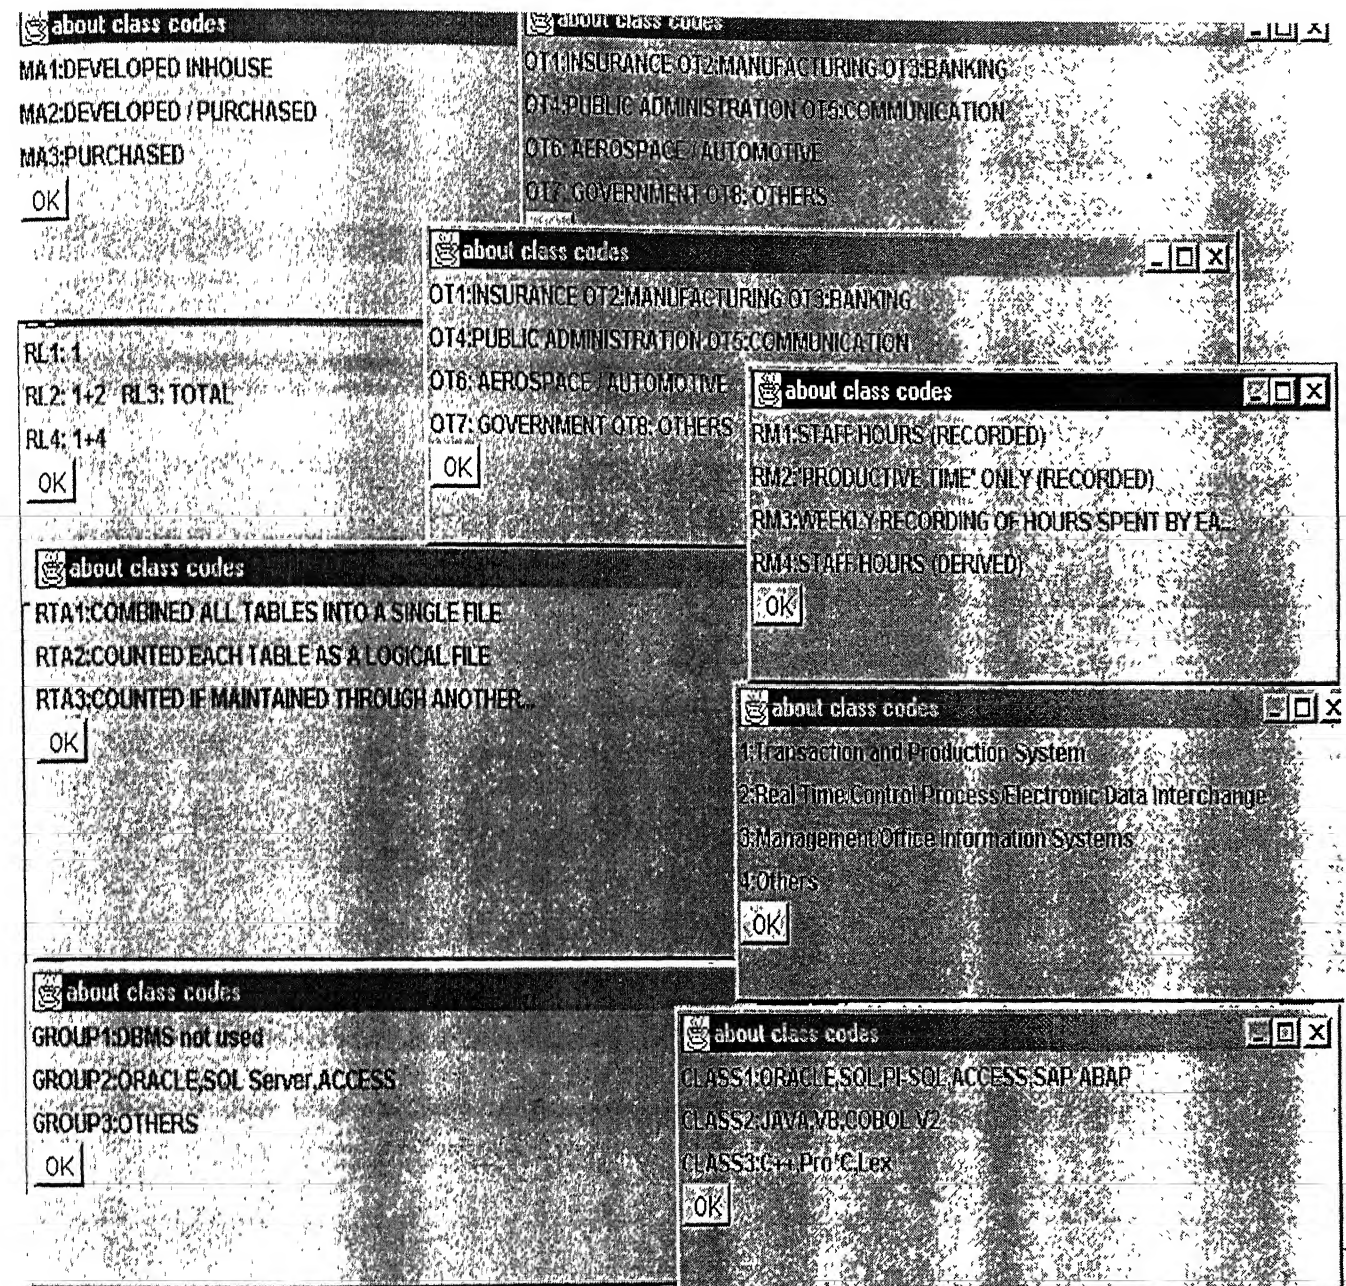 about class codes
MA1:DEVELOPED INHOUSE
MA2:DEVELOPED / PURCHASED
MA3:PURCHASED
OK
about class codes
OT1:INSURANCE OT2:MANUFACTURING OT3:BANKING
OT4:PUBLIC ADMINISTRATION OT5:COMMUNICATION
OT6: AEROSPACE / AUTOMOTIVE
OT7: GOVERNMENT OT8: OTHERS
about class codes
OT1:INSURANCE OT2:MANUFACTURING OT3:BANKING
OT4:PUBLIC ADMINISTRATION OT5:COMMUNICATION
OT6: AEROSPACE / AUTOMOTIVE
OT7: GOVERNMENT OT8: OTHERS
OK
RL1: 1
RL2: 1+2 RL3: TOTAL
RL4: 1+4
OK
about class codes
RM1:STAFF HOURS (RECORDED)
RM2:"PRODUCTIVE TIME" ONLY (RECORDED)
RM3:WEEKLY RECORDING OF HOURS SPENT BY EA...
RM4:STAFF HOURS (DERIVED)
OK
about class codes
RTA1:COMBINED ALL TABLES INTO A SINGLE FILE
RTA2:COUNTED EACH TABLE AS A LOGICAL FILE
RTA3:COUNTED IF MAINTAINED THROUGH ANOTHER...
OK
about class codes
1:Transaction and Production System
2:Real Time/Control Process/Electronic Data Interchange
3:Management/Office Information Systems
4:Others
OK
about class codes
GROUP1:DBMS not used
GROUP2:ORACLE,SQL Server,ACCESS
GROUP3:OTHERS
OK
about class codes
CLASS1:ORACLE,SQL,Pl-SQL,ACCESS,SAP ABAP
CLASS2:JAVA,VB,COBOL V2
CLASS3:C++,Pro*C,Lex
OK